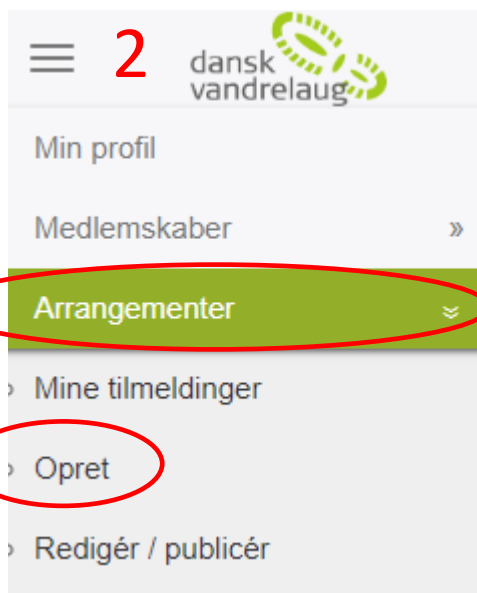 2
dansk
vandrelaug
Min profil
Medlemskaber »
Arrangementer
Mine tilmeldinger
Opret
Redigér / publicér